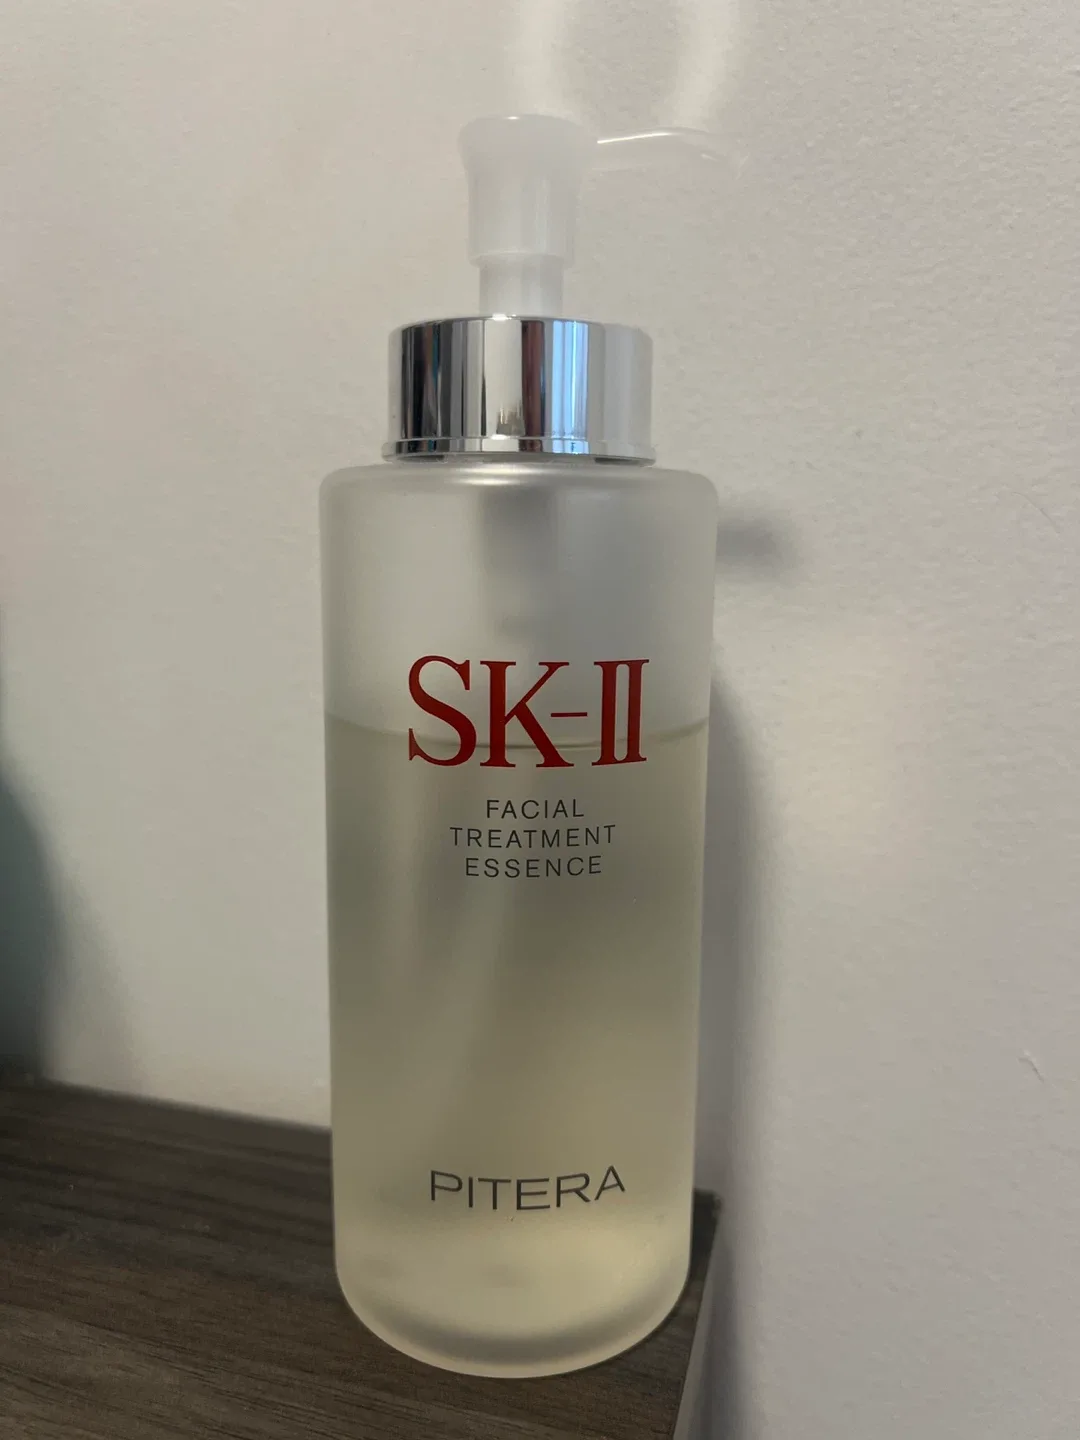 SK-II
FACIAL
TREATMENT
ESSENCE
PITERA